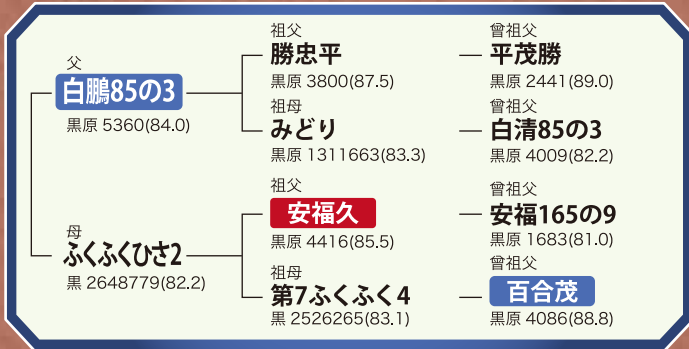 父
白鵬85の3
黒原 5360(84.0)
祖父
勝忠平
黒原 3800(87.5)
曾祖父
平茂勝
黒原 2441(89.0)
祖母
みどり
黒原 1311663(83.3)
曾祖父
白清85の3
黒原 4009(82.2)
母
ふくふくひさ2
黒 2648779(82.2)
祖父
安福久
黒原 4416(85.5)
曾祖父
安福165の9
黒原 1683(81.0)
祖母
第7ふくふく4
黒 2526265(83.1)
曾祖父
百合茂
黒原 4086(88.8)